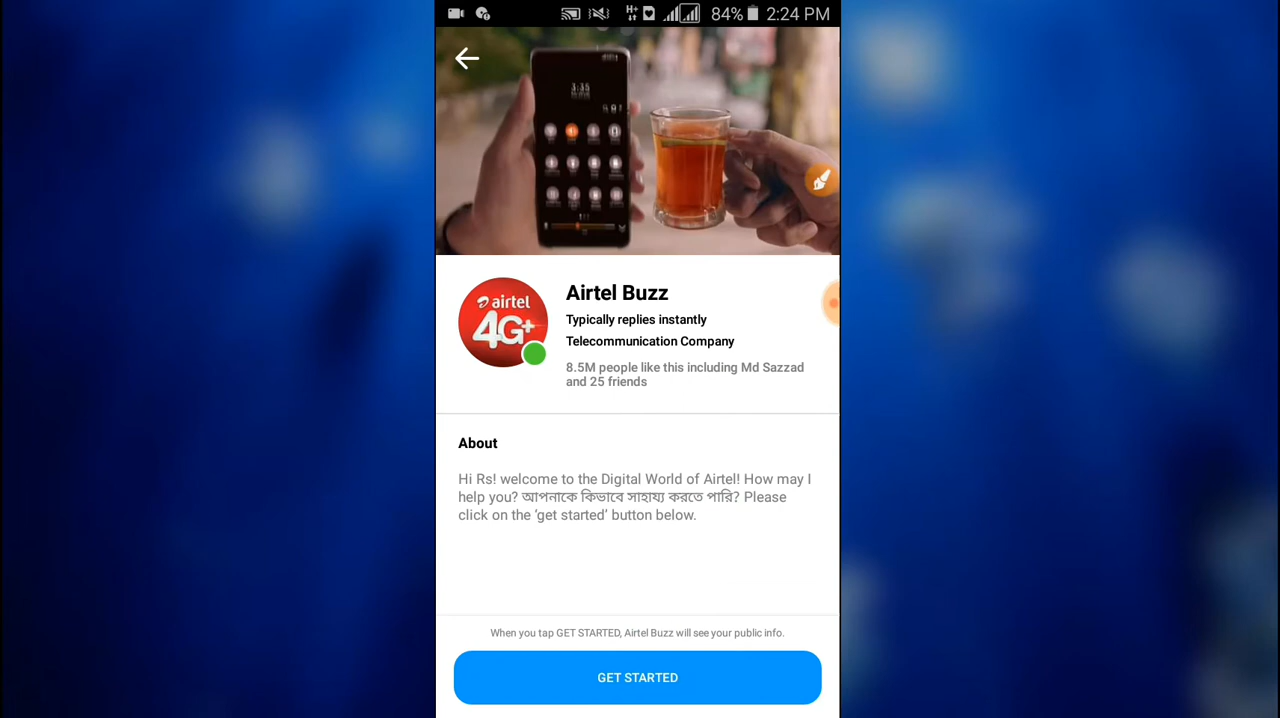 H+
84%
2:24 PM
3:35
airtel
4G+
Airtel Buzz
Typically replies instantly
Telecommunication Company
8.5M people like this including Md Sazzad
and 25 friends
About
Hi Rs! welcome to the Digital World of Airtel! How may I
help you? আপনাকে কিভাবে সাহায্য করতে পারি? Please
click on the ‘get started’ button below.
When you tap GET STARTED, Airtel Buzz will see your public info.
GET STARTED